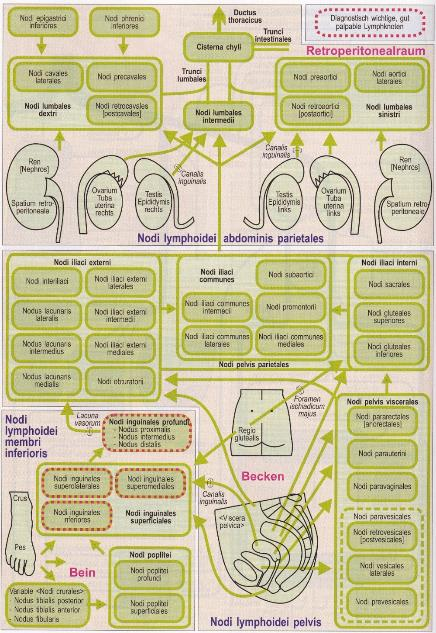 Nodi epigastrici
inferiores
Nodi phrenici
inferiores
Ductus
thoracicus
Trunci
intestinales
Cisterna chyli
Diagnostisch wichtige, gut
palpable Lymphknoten
Retroperitonealraum
Trunci
lumbales
Nodi cavales
laterales
Nodi precavales
Nodi lumbales
dextri
Nodi retrocavales
[postcavales]
Nodi lumbales
intermedii
Nodi preaortici
Nodi aortici
laterales
Nodi retroaortici
[postaortici]
Nodi lumbales
sinistri
Canalis
inguinalis
Canalis
inguinalis
Ren
[Nephros]
Spatium retro-
peritoneale
Ovarium
Tuba
uterina
rechts
Testis
Epididymis
rechts
Testis
Epididymis
links
Ovarium
Tuba
uterina
links
Ren
[Nephros]
Spatium retro-
peritoneale
Nodi lymphoidei abdominis parietales
Nodi iliaci externi
Nodi interiliaci
Nodi iliaci externi
laterales
Nodus lacunaris
lateralis
Nodi iliaci externi
intermedii
Nodus lacunaris
intermedius
Nodi iliaci externi
mediales
Nodus lacunaris
medialis
Nodi obturatorii
Nodi iliaci
communes
Nodi subaortici
Nodi iliaci communes
intermedii
Nodi promontorii
Nodi iliaci communes
laterales
Nodi iliaci communes
mediales
Nodi pelvis parietales
Nodi iliaci interni
Nodi sacrales
Nodi gluteales
superiores
Nodi gluteales
inferiores
Nodi
lymphoidei
membri
inferioris
Lacuna
vasorum
Nodi inguinales profundi
- Nodus proximalis
- Nodus intermedius
- Nodus distalis
Nodi inguinales
superolaterales
Nodi inguinales
superomediales
Nodi inguinales
inferiores
Nodi inguinales
superficiales
Canalis
inguinalis
Crus
Pes
Bein
Variable <Nodi crurales>
- Nodus tibialis posterior
- Nodus tibialis anterior
- Nodus fibularis
Nodi poplitei
Nodi poplitei
profundi
Nodi poplitei
superficiales
Regio
glutealis
Foramen
ischiadicum
majus
Becken
<Viscera
pelvica>
Nodi pelvis viscerales
Nodi pararectales
[anorectales]
Nodi parauterini
Nodi paravaginales
Nodi paravesicales
Nodi retrovesicales
[postvesicales]
Nodi vesicales
laterales
Nodi prevesicales
Nodi lymphoidei pelvis